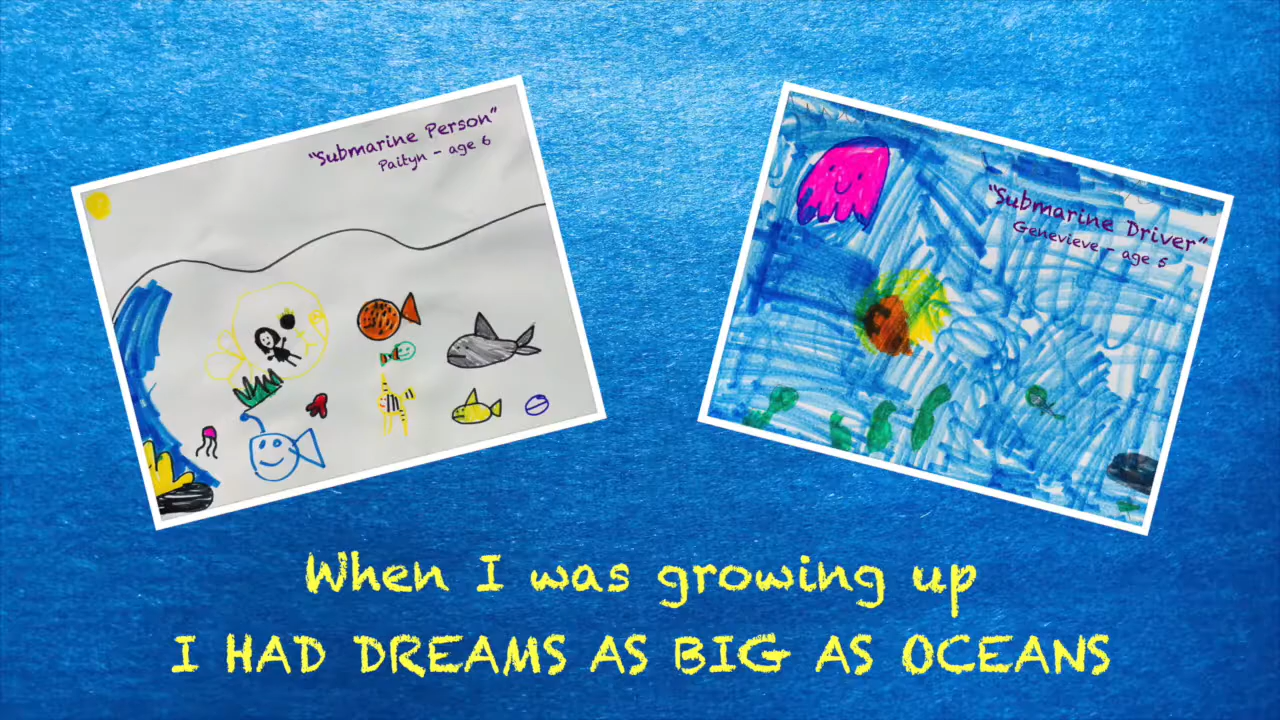 "Submarine Person"
Paityn - age 6
"Submarine Driver"
Genevieve - age 5
When I was growing up
I HAD DREAMS AS BIG AS OCEANS